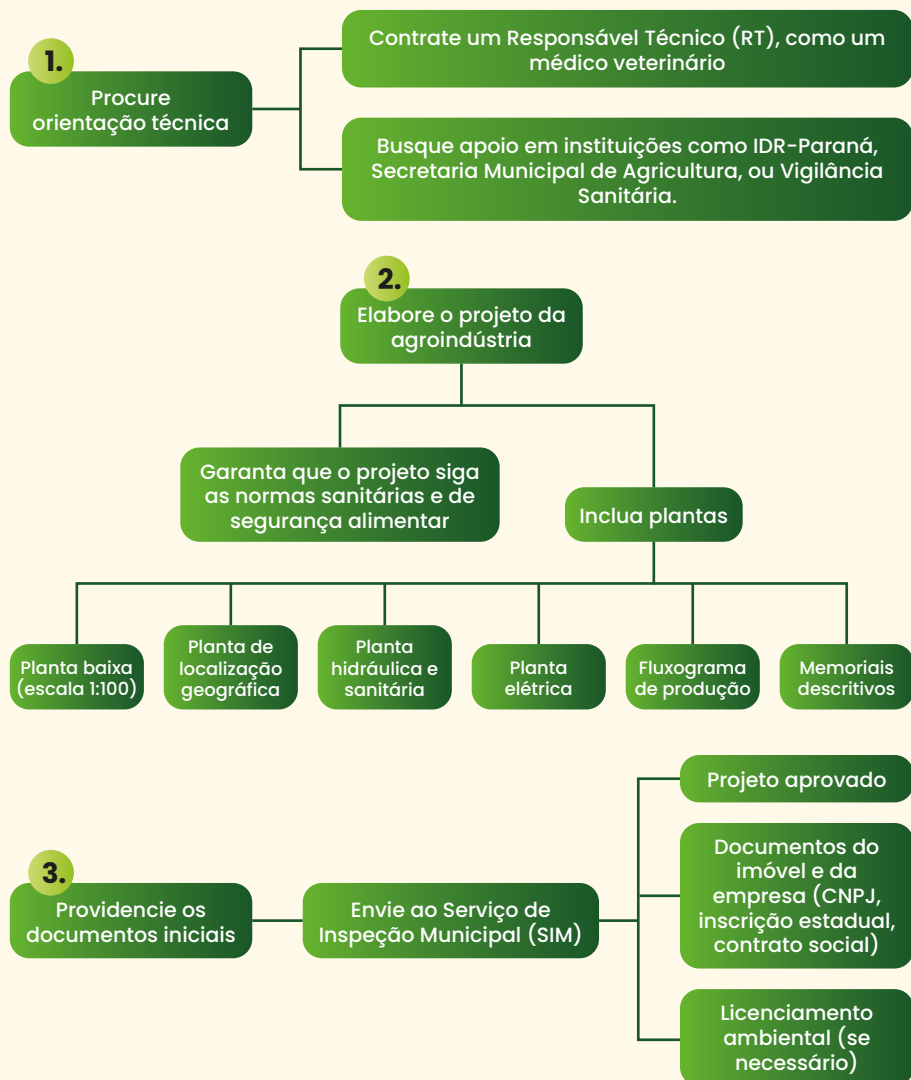 1.
Procure
orientação técnica
Contrate um Responsável Técnico (RT), como um
médico veterinário
Busque apoio em instituições como IDR-Paraná,
Secretaria Municipal de Agricultura, ou Vigilância
Sanitária.
2.
Elabore o projeto da
agroindústria
Garanta que o projeto siga
as normas sanitárias e de
segurança alimentar
Inclua plantas
Planta baixa
(escala 1:100)
Planta de
localização
geográfica
Planta
hidráulica e
sanitária
Planta
elétrica
Fluxograma
de produção
Memoriais
descritivos
3.
Providencie os
documentos iniciais
Envie ao Serviço de
Inspeção Municipal (SIM)
Projeto aprovado
Documentos do
imóvel e da
empresa (CNPJ,
inscrição estadual,
contrato social)
Licenciamento
ambiental (se
necessário)